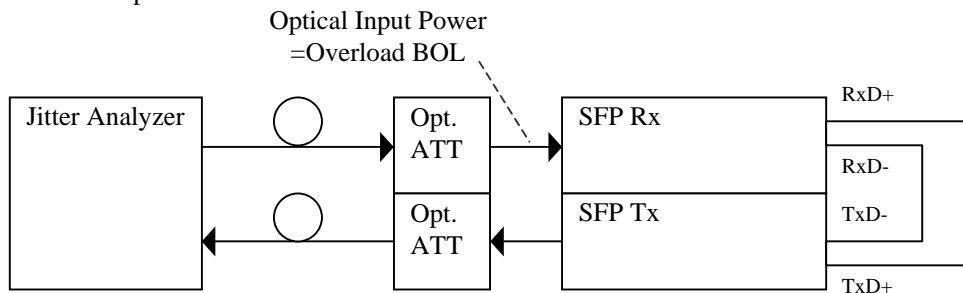 Optical Input Power
=Overload BOL
Jitter Analyzer
Opt.
ATT
SFP Rx
RxD+
RxD-
Opt.
ATT
SFP Tx
TxD-
TxD+